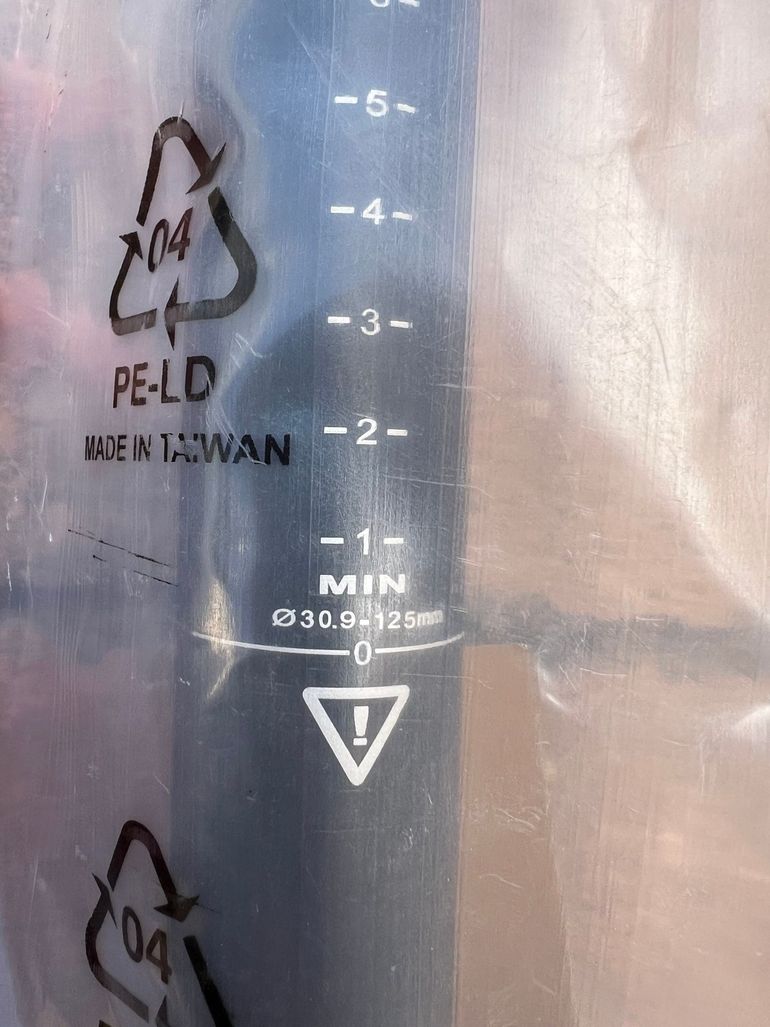 -5-
-4-
-3-
-2-
-1-
MIN
Ø30.9-125mm
0
!
04
PE-LD
MADE IN TAIWAN
04